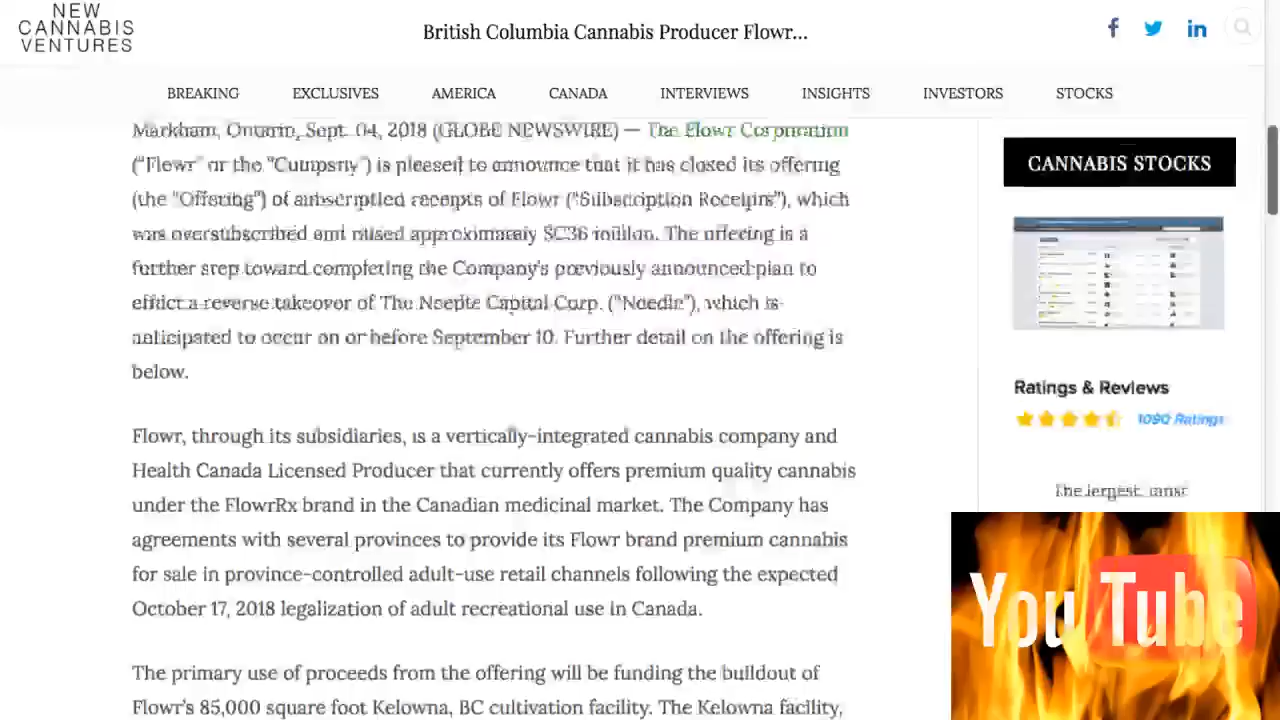 NEW
CANNABIS
VENTURES
British Columbia Cannabis Producer Flowr...
f
in
BREAKING EXCLUSIVES AMERICA CANADA INTERVIEWS INSIGHTS INVESTORS STOCKS
Markham, Ontario, Sept. 04, 2018 (GLOBE NEWSWIRE) — The Flowr Corporation
("Flowr" or the "Company") is pleased to announce that it has closed its offering
(the "Offering") of subscription receipts of Flowr ("Subscription Receipts"), which
was oversubscribed and raised approximately $C36 million. The offering is a
further step toward completing the Company's previously announced plan to
effect a reverse takeover of The Needle Capital Corp. ("Needle"), which is
anticipated to occur on or before September 10. Further detail on the offering is
below.
Flowr, through its subsidiaries, is a vertically-integrated cannabis company and
Health Canada Licensed Producer that currently offers premium quality cannabis
under the FlowrRx brand in the Canadian medicinal market. The Company has
agreements with several provinces to provide its Flowr brand premium cannabis
for sale in province-controlled adult-use retail channels following the expected
October 17, 2018 legalization of adult recreational use in Canada.
The primary use of proceeds from the offering will be funding the buildout of
Flowr's 85,000 square foot Kelowna, BC cultivation facility. The Kelowna facility,
CANNABIS STOCKS
Ratings & Reviews
1090 Ratings
The largest, most
You Tube